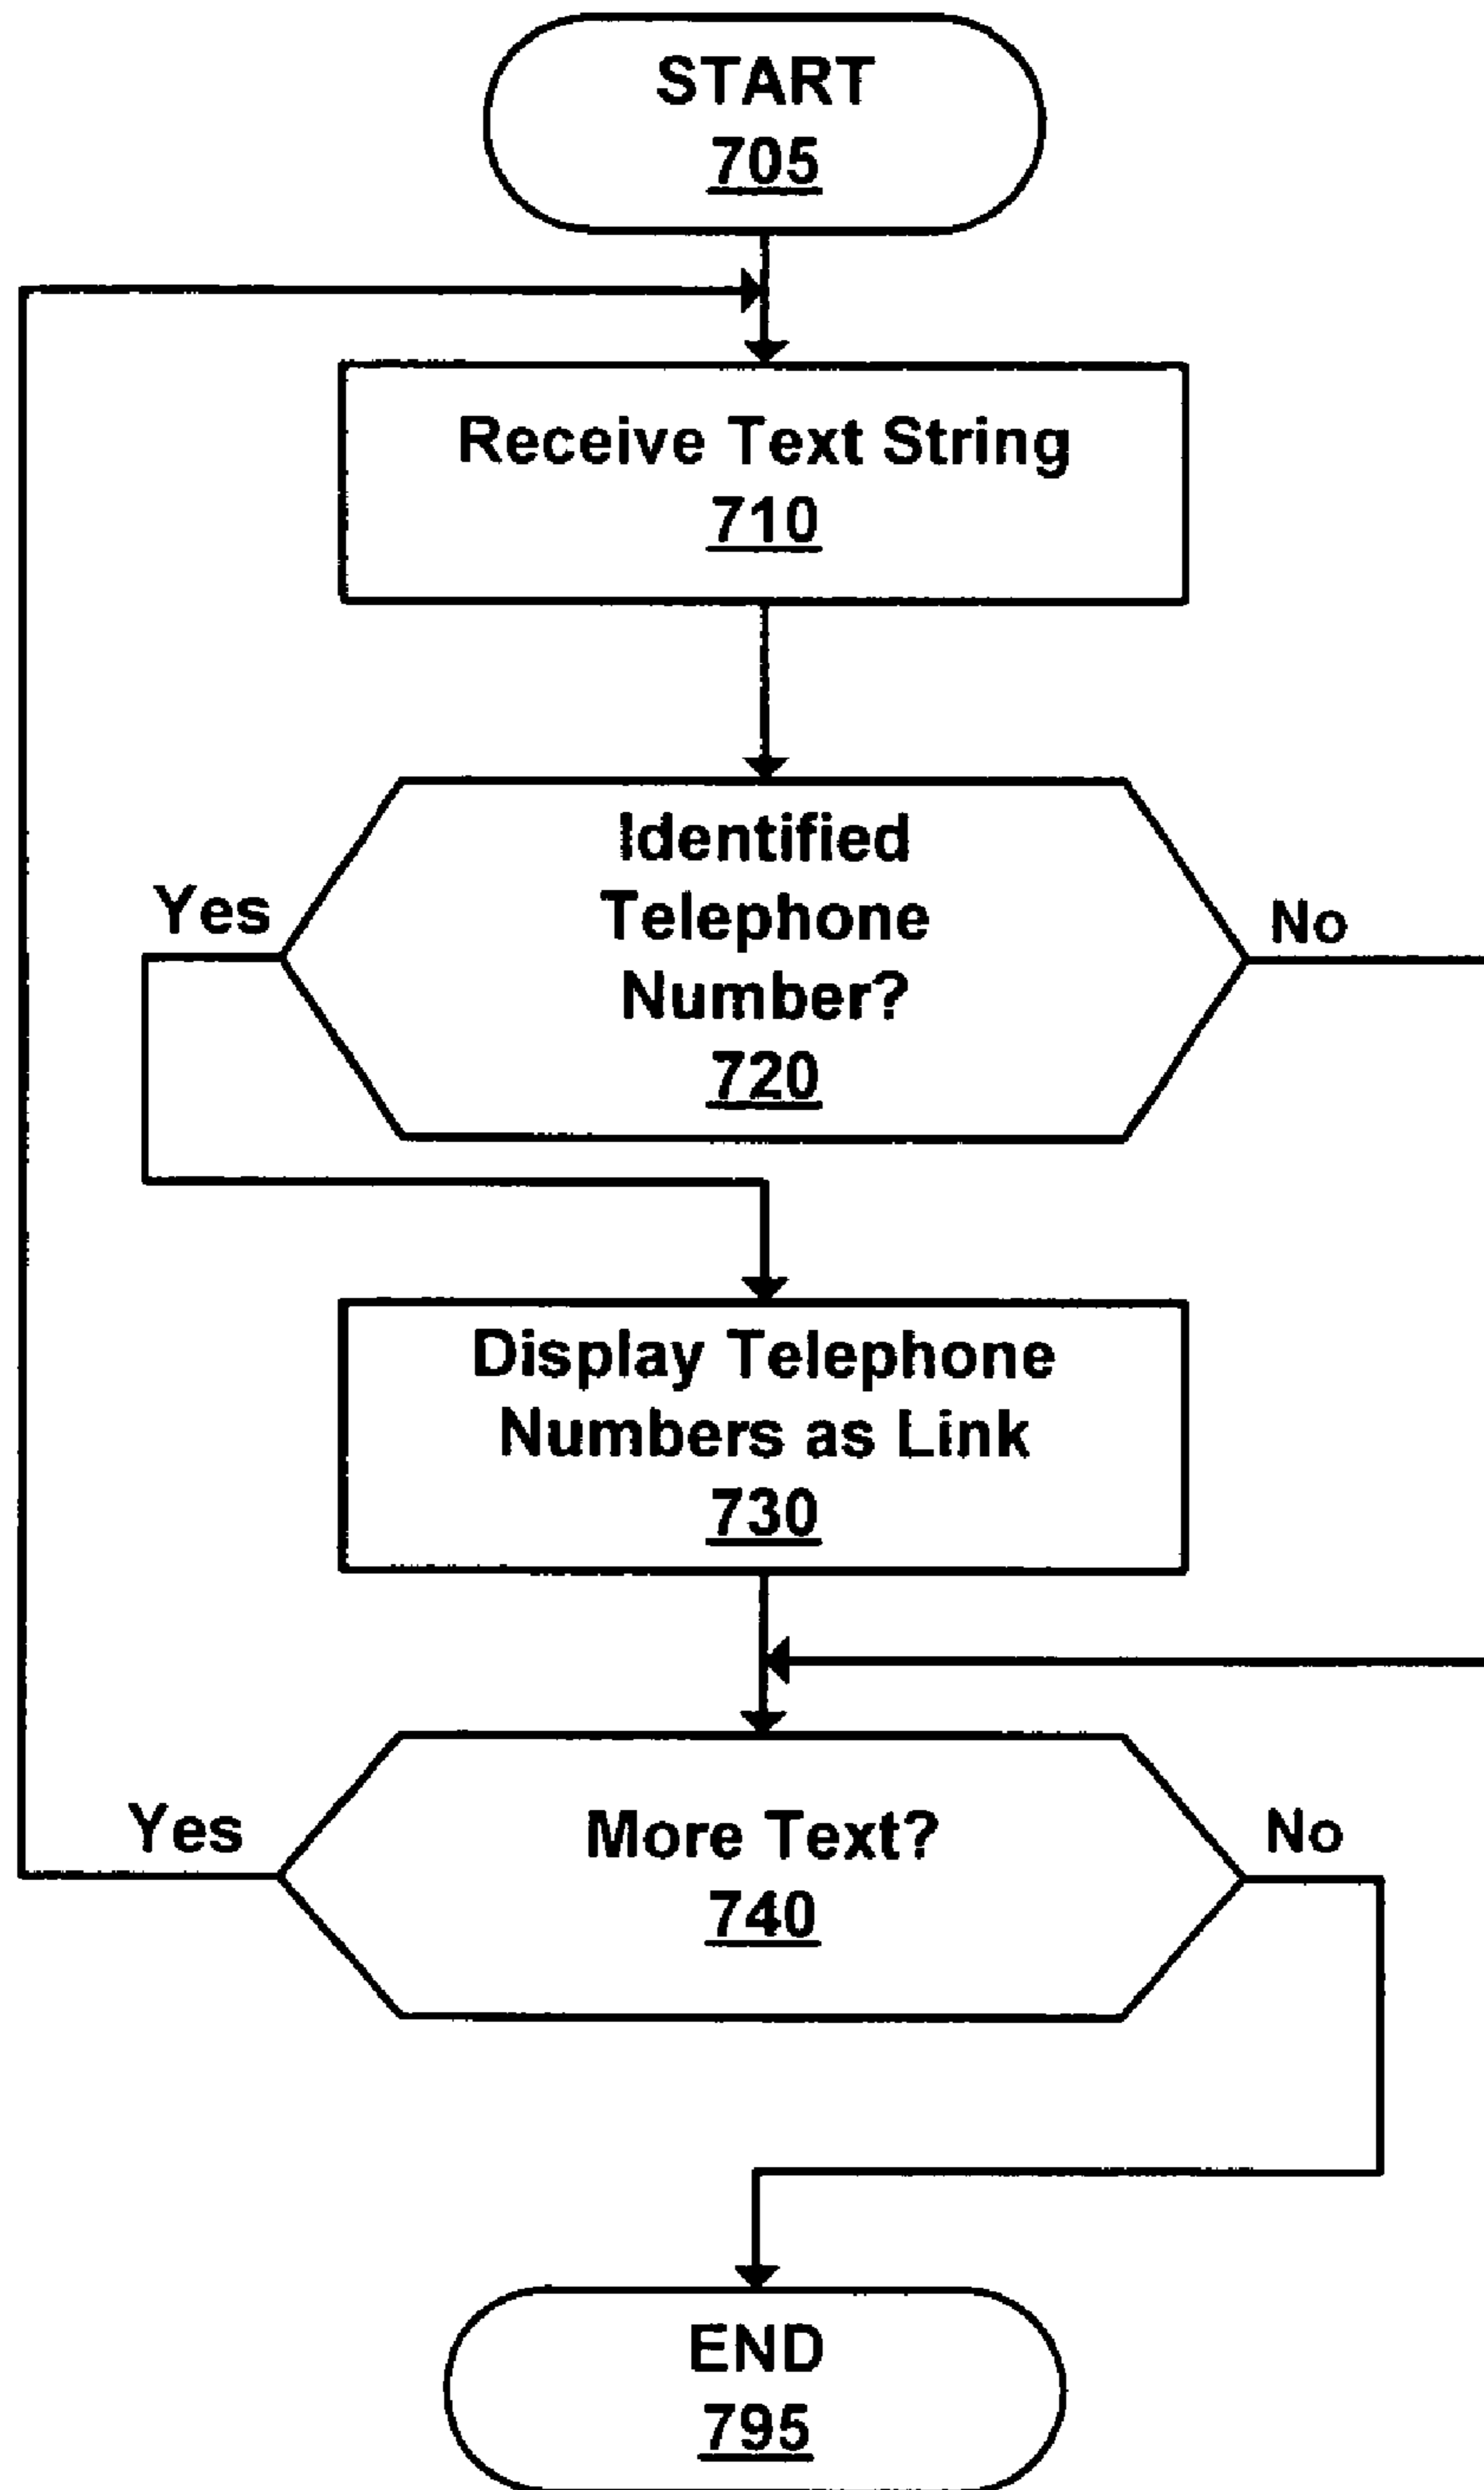 START
705
Receive Text String
710
Identified
Telephone
Number?
720
Yes
No
Display Telephone
Numbers as Link
730
More Text?
740
Yes
No
END
795